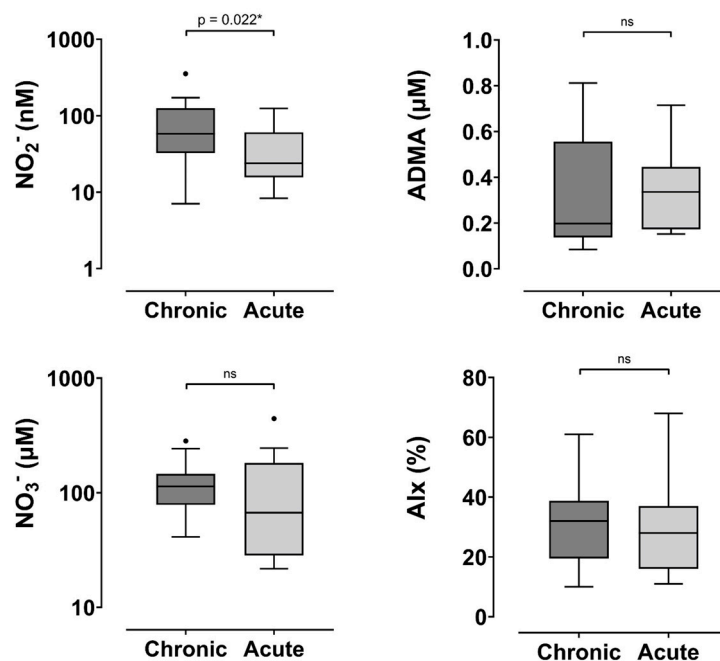 p = 0.022*
NO₂⁻ (nM)
1000
100
10
1
Chronic Acute
ns
ADMA (µM)
1.0
0.8
0.6
0.4
0.2
0.0
Chronic Acute
ns
NO₃⁻ (µM)
1000
100
10
Chronic Acute
ns
AIx (%)
80
60
40
20
0
Chronic Acute